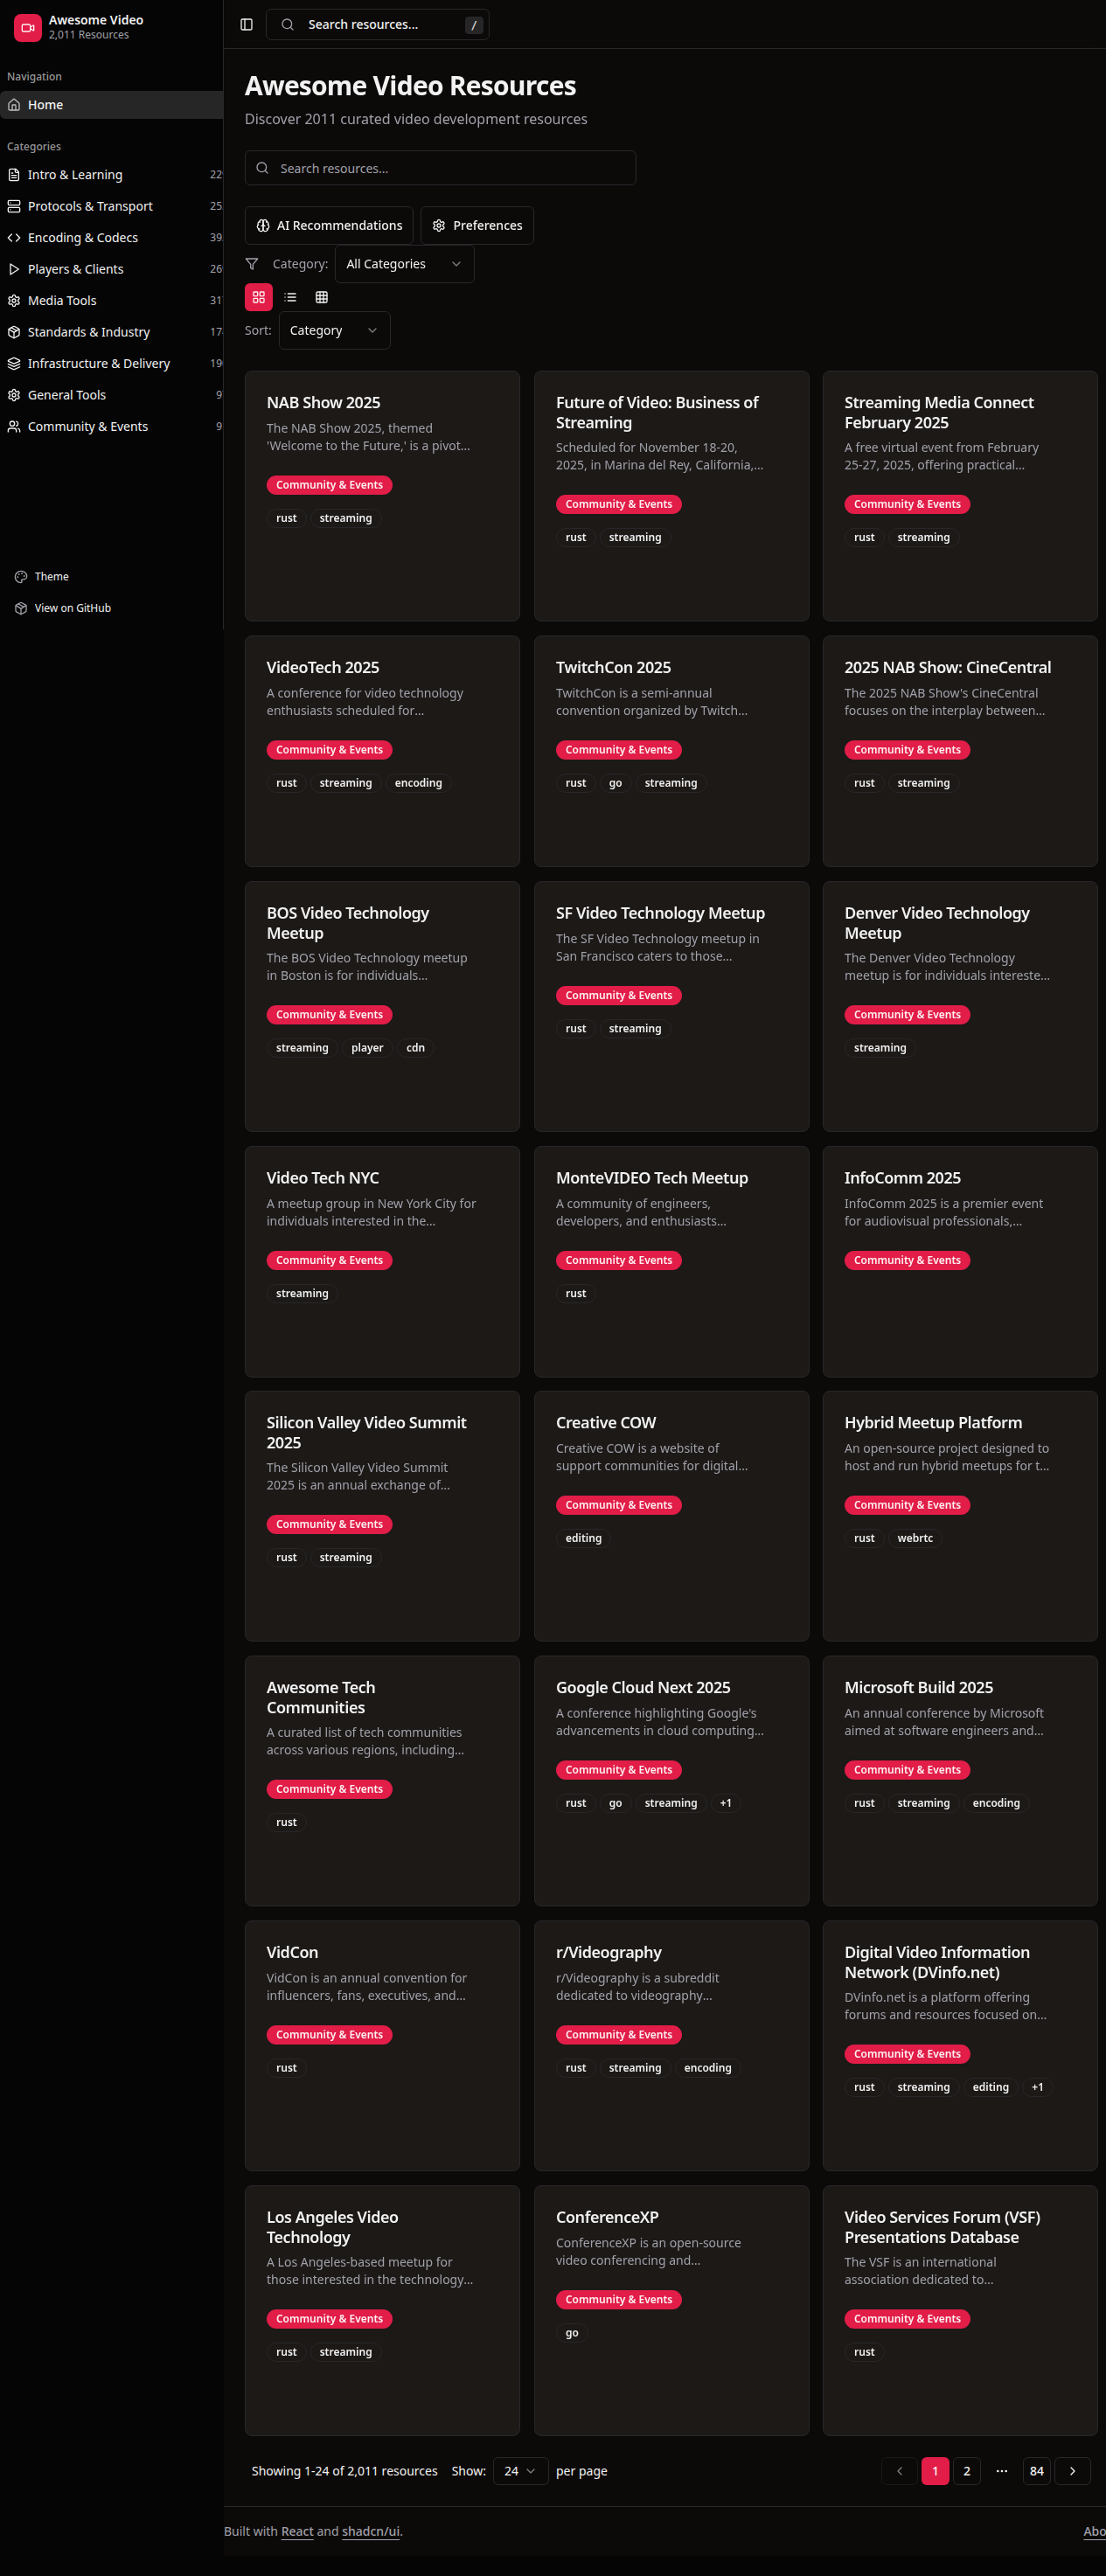 Awesome Video
2,011 Resources
Navigation
Home
Categories
Intro & Learning 22
Protocols & Transport 25
Encoding & Codecs 39
Players & Clients 26
Media Tools 31
Standards & Industry 17
Infrastructure & Delivery 19
General Tools 9
Community & Events 9
Theme
View on GitHub
Search resources... /
Awesome Video Resources
Discover 2011 curated video development resources
Search resources...
AI Recommendations Preferences
Category: All Categories
Sort: Category
NAB Show 2025
The NAB Show 2025, themed
'Welcome to the Future,' is a pivot...
Community & Events
rust streaming
Future of Video: Business of
Streaming
Scheduled for November 18-20,
2025, in Marina del Rey, California,...
Community & Events
rust streaming
Streaming Media Connect
February 2025
A free virtual event from February
25-27, 2025, offering practical...
Community & Events
rust streaming
VideoTech 2025
A conference for video technology
enthusiasts scheduled for...
Community & Events
rust streaming encoding
TwitchCon 2025
TwitchCon is a semi-annual
convention organized by Twitch...
Community & Events
rust go streaming
2025 NAB Show: CineCentral
The 2025 NAB Show's CineCentral
focuses on the interplay between...
Community & Events
rust streaming
BOS Video Technology
Meetup
The BOS Video Technology meetup
in Boston is for individuals...
Community & Events
streaming player cdn
SF Video Technology Meetup
The SF Video Technology meetup in
San Francisco caters to those...
Community & Events
rust streaming
Denver Video Technology
Meetup
The Denver Video Technology
meetup is for individuals intereste...
Community & Events
streaming
Video Tech NYC
A meetup group in New York City for
individuals interested in the...
Community & Events
streaming
MonteVIDEO Tech Meetup
A community of engineers,
developers, and enthusiasts...
Community & Events
rust
InfoComm 2025
InfoComm 2025 is a premier event
for audiovisual professionals,...
Community & Events
Silicon Valley Video Summit
2025
The Silicon Valley Video Summit
2025 is an annual exchange of...
Community & Events
rust streaming
Creative COW
Creative COW is a website of
support communities for digital...
Community & Events
editing
Hybrid Meetup Platform
An open-source project designed to
host and run hybrid meetups for t...
Community & Events
rust webrtc
Awesome Tech
Communities
A curated list of tech communities
across various regions, including...
Community & Events
rust
Google Cloud Next 2025
A conference highlighting Google's
advancements in cloud computing...
Community & Events
rust go streaming +1
Microsoft Build 2025
An annual conference by Microsoft
aimed at software engineers and...
Community & Events
rust streaming encoding
VidCon
VidCon is an annual convention for
influencers, fans, executives, and...
Community & Events
rust
r/Videography
r/Videography is a subreddit
dedicated to videography...
Community & Events
rust streaming encoding
Digital Video Information
Network (DVinfo.net)
DVinfo.net is a platform offering
forums and resources focused on...
Community & Events
rust streaming editing +1
Los Angeles Video
Technology
A Los Angeles-based meetup for
those interested in the technology...
Community & Events
rust streaming
ConferenceXP
ConferenceXP is an open-source
video conferencing and...
Community & Events
go
Video Services Forum (VSF)
Presentations Database
The VSF is an international
association dedicated to...
Community & Events
rust
Showing 1-24 of 2,011 resources Show: 24 per page
1 2 ... 84
Built with React and shadcn/ui. Abo